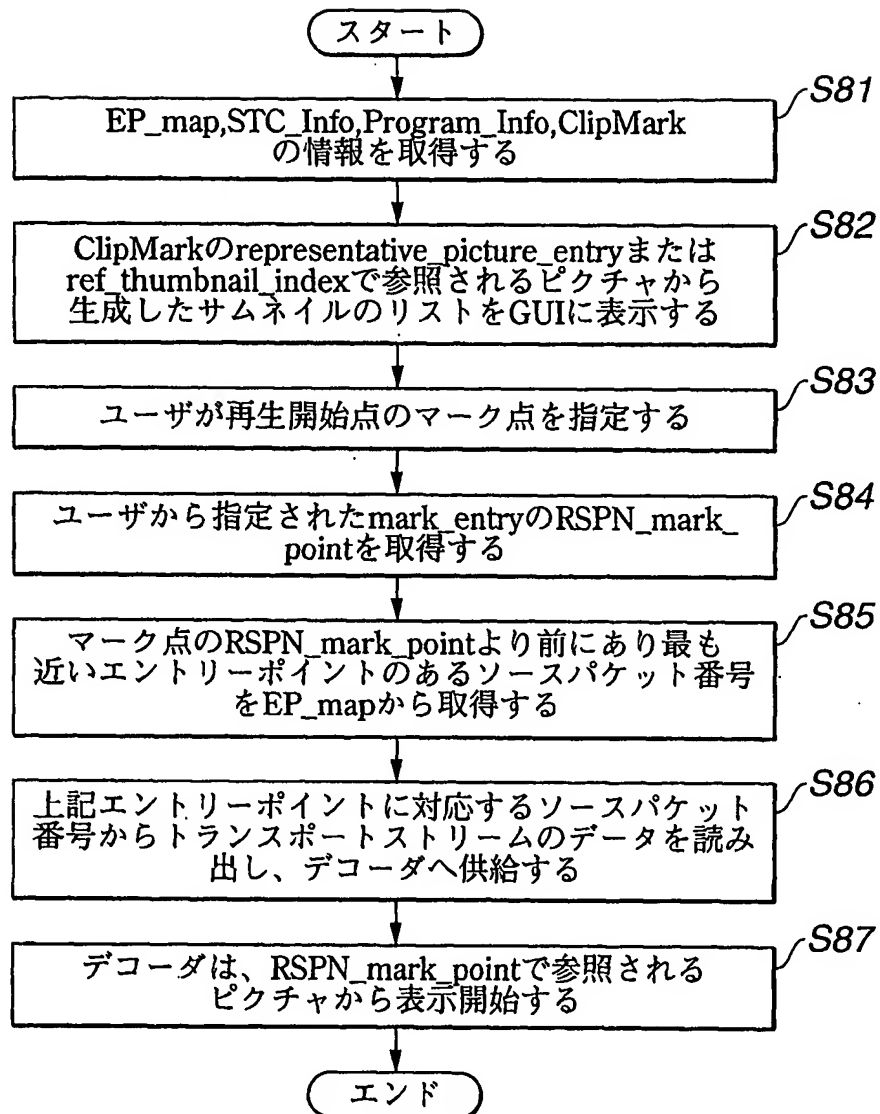 スタート
S81
EP_map,STC_Info,Program_Info,ClipMark
の情報を取得する
S82
ClipMarkのrepresentative_picture_entryまたは
ref_thumbnail_indexで参照されるピクチャから
生成したサムネイルのリストをGUIに表示する
S83
ユーザが再生開始点のマーク点を指定する
S84
ユーザから指定されたmark_entryのRSPN_mark_
pointを取得する
S85
マーク点のRSPN_mark_pointより前にあり最も
近いエントリーポイントのあるソースパケット番号
をEP_mapから取得する
S86
上記エントリーポイントに対応するソースパケット
番号からトランスポートストリームのデータを読み
出し、デコーダへ供給する
S87
デコーダは、RSPN_mark_pointで参照される
ピクチャから表示開始する
エンド